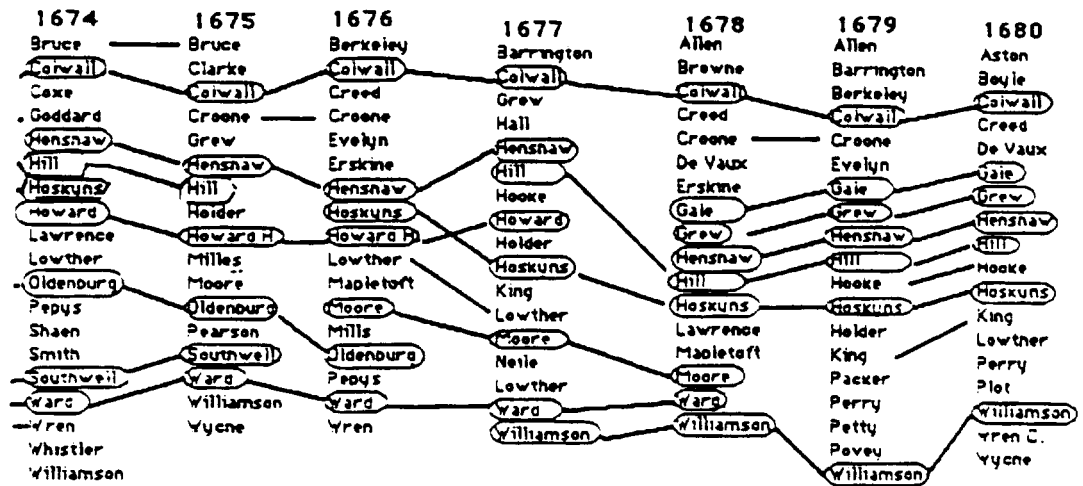 1674
Bruce
Colwall
Coxe
Goddard
Henshaw
Hill
Hoskyns
Howard
Lawrence
Lowther
Oldenburg
Pepys
Shaen
Smith
Southwell
Ward
Wren
Whistler
Williamson
1675
Bruce
Clarke
Colwall
Croone
Grew
Henshaw
Hill
Holder
Howard H
Milles
Moore
Oldenburg
Pearson
Southwell
Ward
Williamson
Wycne
1676
Berkeley
Colwall
Creed
Croone
Evelyn
Erskine
Henshaw
Hoskyns
Howard H
Lowther
Mapletoft
Moore
Mills
Oldenburg
Pepys
Ward
Wren
1677
Barrington
Colwall
Grew
Hall
Henshaw
Hill
Hooke
Howard
Holder
Hoskuns
King
Lowther
Moore
Neile
Lowther
Ward
Williamson
1678
Allen
Browne
Colwall
Creed
Croone
De Vaux
Erskine
Gale
Grew
Henshaw
Hill
Hoskuns
Lawrence
Mapletoft
Moore
Ward
Williamson
1679
Allen
Barrington
Berkeley
Colwall
Croone
Evelyn
Gale
Grew
Henshaw
Hill
Hooke
Hoskuns
Holder
King
Packer
Perry
Petty
Povey
Williamson
1680
Aston
Boyle
Colwall
Creed
De Vaux
Gale
Grew
Henshaw
Hill
Hooke
Hoskuns
King
Lowther
Perry
Plot
Williamson
Wren C.
Wycne